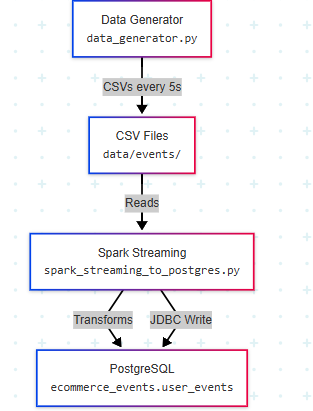 Data Generator
data_generator.py
CSVs every 5s
CSV Files
data/events/
Reads
Spark Streaming
spark_streaming_to_postgres.py
Transforms
JDBC Write
PostgreSQL
ecommerce_events.user_events